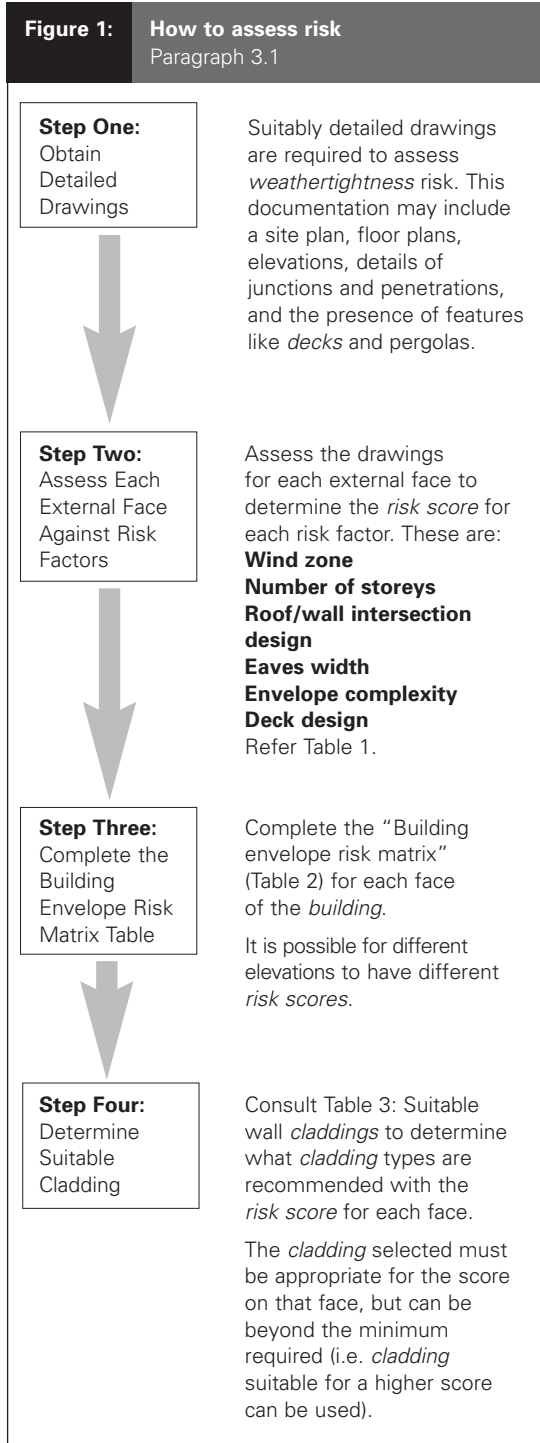 Figure 1:
How to assess risk
Paragraph 3.1
Step One:
Obtain
Detailed
Drawings
Suitably detailed drawings
are required to assess
weathertightness risk. This
documentation may include
a site plan, floor plans,
elevations, details of
junctions and penetrations,
and the presence of features
like decks and pergolas.
Step Two:
Assess Each
External Face
Against Risk
Factors
Assess the drawings
for each external face to
determine the risk score for
each risk factor. These are:
Wind zone
Number of storeys
Roof/wall intersection
design
Eaves width
Envelope complexity
Deck design
Refer Table 1.
Step Three:
Complete the
Building
Envelope Risk
Matrix Table
Complete the “Building
envelope risk matrix”
(Table 2) for each face
of the building.
It is possible for different
elevations to have different
risk scores.
Step Four:
Determine
Suitable
Cladding
Consult Table 3: Suitable
wall claddings to determine
what cladding types are
recommended with the
risk score for each face.
The cladding selected must
be appropriate for the score
on that face, but can be
beyond the minimum
required (i.e. cladding
suitable for a higher score
can be used).